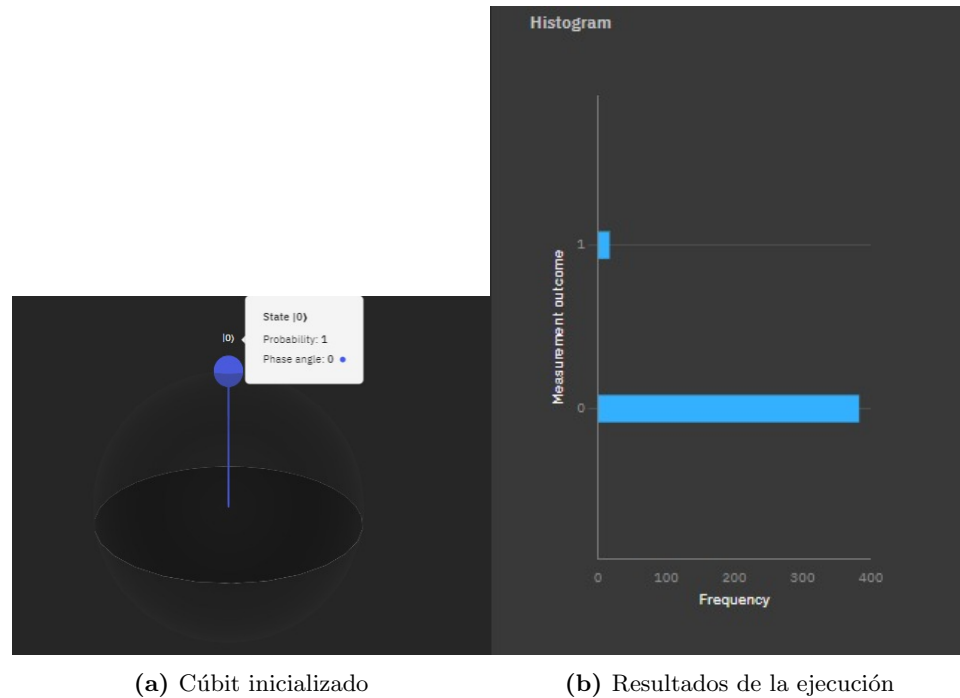 Histogram
State |0⟩
|0⟩
Probability: 1
Phase angle: 0
Measurement outcome
1
0
0 100 200 300 400
Frequency
(a) Cúbit inicializado
(b) Resultados de la ejecución